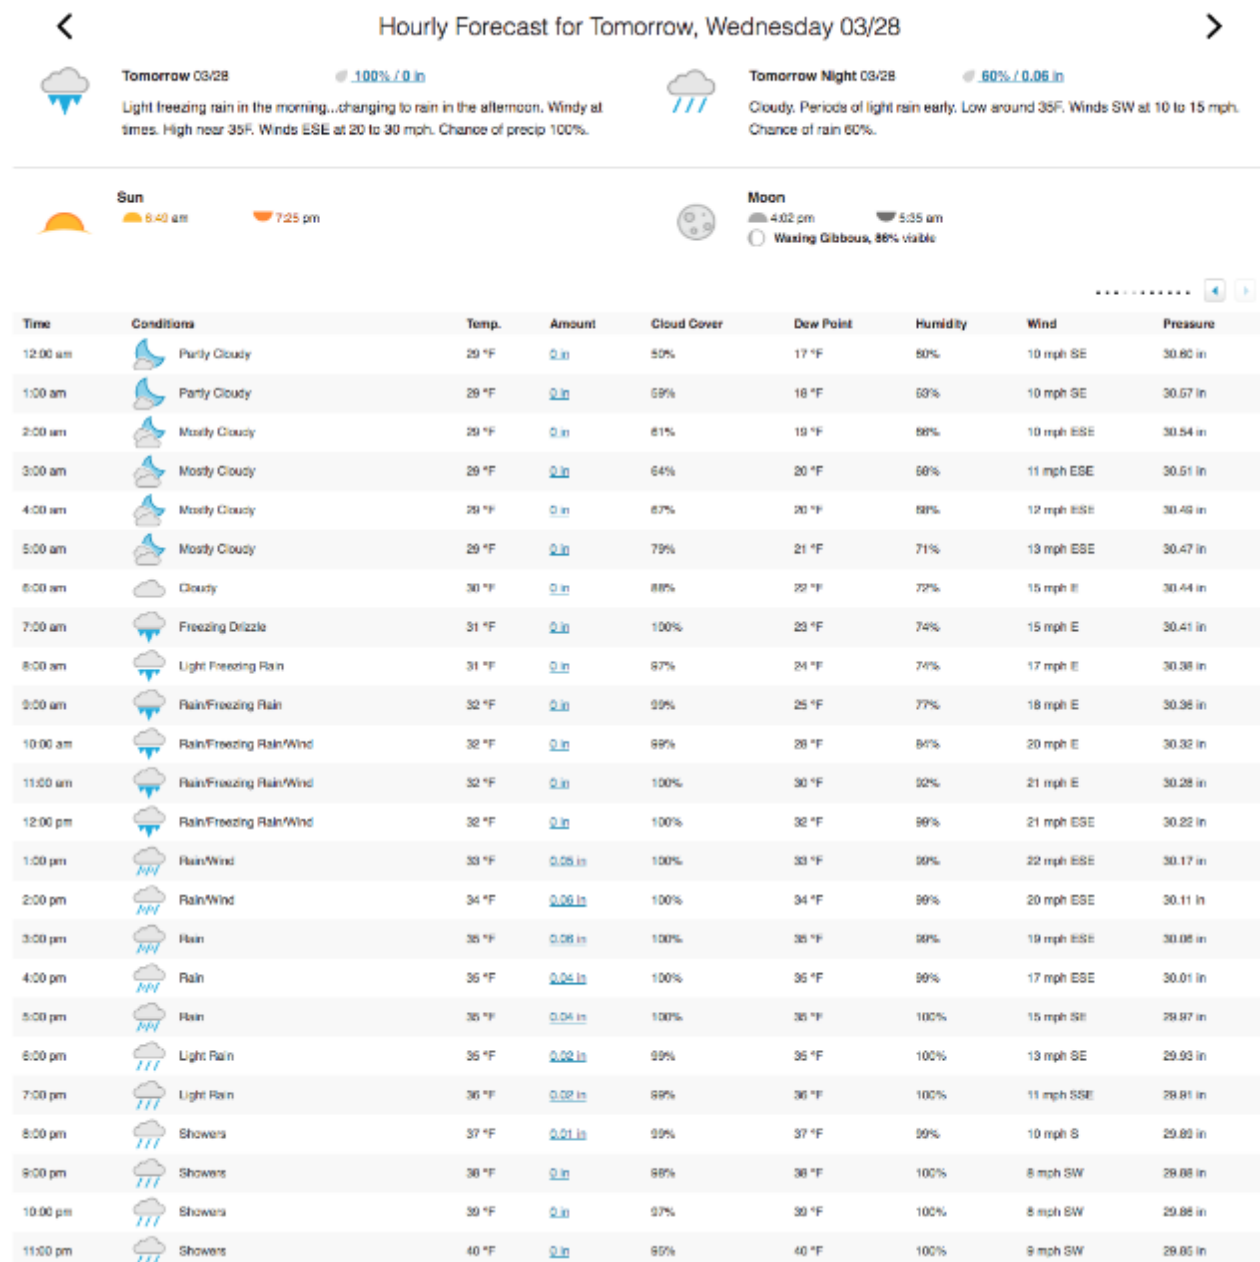 Hourly Forecast for Tomorrow, Wednesday 03/28
Tomorrow 03/28 100% / 0 in
Light freezing rain in the morning...changing to rain in the afternoon. Windy at
times. High near 35F. Winds ESE at 20 to 30 mph. Chance of precip 100%.
Tomorrow Night 03/28 60% / 0.06 in
Cloudy. Periods of light rain early. Low around 35F. Winds SW at 10 to 15 mph.
Chance of rain 60%.
Sun
6:49 am 7:25 pm
Moon
4:02 pm 5:35 am
Waxing Gibbous, 86% visible
Time Conditions Temp. Amount Cloud Cover Dew Point Humidity Wind Pressure
12:00 am Partly Cloudy 29 °F 0 in 50% 17 °F 60% 10 mph SE 30.60 in
1:00 am Partly Cloudy 29 °F 0 in 59% 18 °F 63% 10 mph SE 30.57 in
2:00 am Mostly Cloudy 29 °F 0 in 61% 19 °F 66% 10 mph ESE 30.54 in
3:00 am Mostly Cloudy 29 °F 0 in 64% 20 °F 68% 11 mph ESE 30.51 in
4:00 am Mostly Cloudy 29 °F 0 in 67% 20 °F 68% 12 mph ESE 30.49 in
5:00 am Mostly Cloudy 29 °F 0 in 79% 21 °F 71% 13 mph ESE 30.47 in
6:00 am Cloudy 30 °F 0 in 88% 22 °F 72% 15 mph E 30.44 in
7:00 am Freezing Drizzle 31 °F 0 in 100% 23 °F 74% 15 mph E 30.41 in
8:00 am Light Freezing Rain 31 °F 0 in 97% 24 °F 74% 17 mph E 30.38 in
9:00 am Rain/Freezing Rain 32 °F 0 in 99% 25 °F 77% 18 mph E 30.36 in
10:00 am Rain/Freezing Rain/Wind 32 °F 0 in 99% 28 °F 84% 20 mph E 30.32 in
11:00 am Rain/Freezing Rain/Wind 32 °F 0 in 100% 30 °F 92% 21 mph E 30.28 in
12:00 pm Rain/Freezing Rain/Wind 32 °F 0 in 100% 32 °F 99% 21 mph ESE 30.22 in
1:00 pm Rain/Wind 33 °F 0.05 in 100% 33 °F 99% 22 mph ESE 30.17 in
2:00 pm Rain/Wind 34 °F 0.06 in 100% 34 °F 99% 20 mph ESE 30.11 in
3:00 pm Rain 35 °F 0.06 in 100% 35 °F 99% 19 mph ESE 30.06 in
4:00 pm Rain 35 °F 0.04 in 100% 35 °F 99% 17 mph ESE 30.01 in
5:00 pm Rain 35 °F 0.04 in 100% 35 °F 100% 15 mph SE 29.97 in
6:00 pm Light Rain 35 °F 0.02 in 99% 35 °F 100% 13 mph SE 29.93 in
7:00 pm Light Rain 36 °F 0.02 in 99% 36 °F 100% 11 mph SSE 29.91 in
8:00 pm Showers 37 °F 0.01 in 99% 37 °F 99% 10 mph S 29.89 in
9:00 pm Showers 38 °F 0 in 98% 38 °F 100% 8 mph SW 29.88 in
10:00 pm Showers 39 °F 0 in 97% 39 °F 100% 8 mph SW 29.86 in
11:00 pm Showers 40 °F 0 in 95% 40 °F 100% 9 mph SW 29.85 in